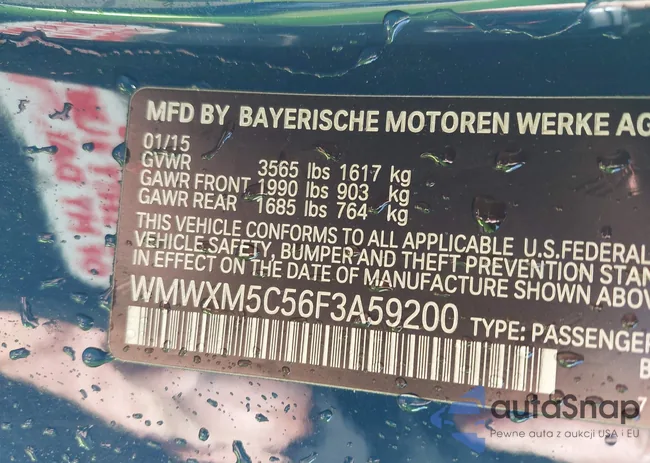 MFD BY BAYERISCHE MOTOREN WERKE AG
01/15
GVWR 3565 lbs 1617 kg
GAWR FRONT 1990 lbs 903 kg
GAWR REAR 1685 lbs 764 kg
THIS VEHICLE CONFORMS TO ALL APPLICABLE U.S.FEDERAL
VEHICLE SAFETY, BUMPER AND THEFT PREVENTION STAN
IN EFFECT ON THE DATE OF MANUFACTURE SHOWN ABOV
WMWXM5C56F3A59200 TYPE: PASSENGER
B
7
autaSnap
Pewne auta z aukcji USA i EU